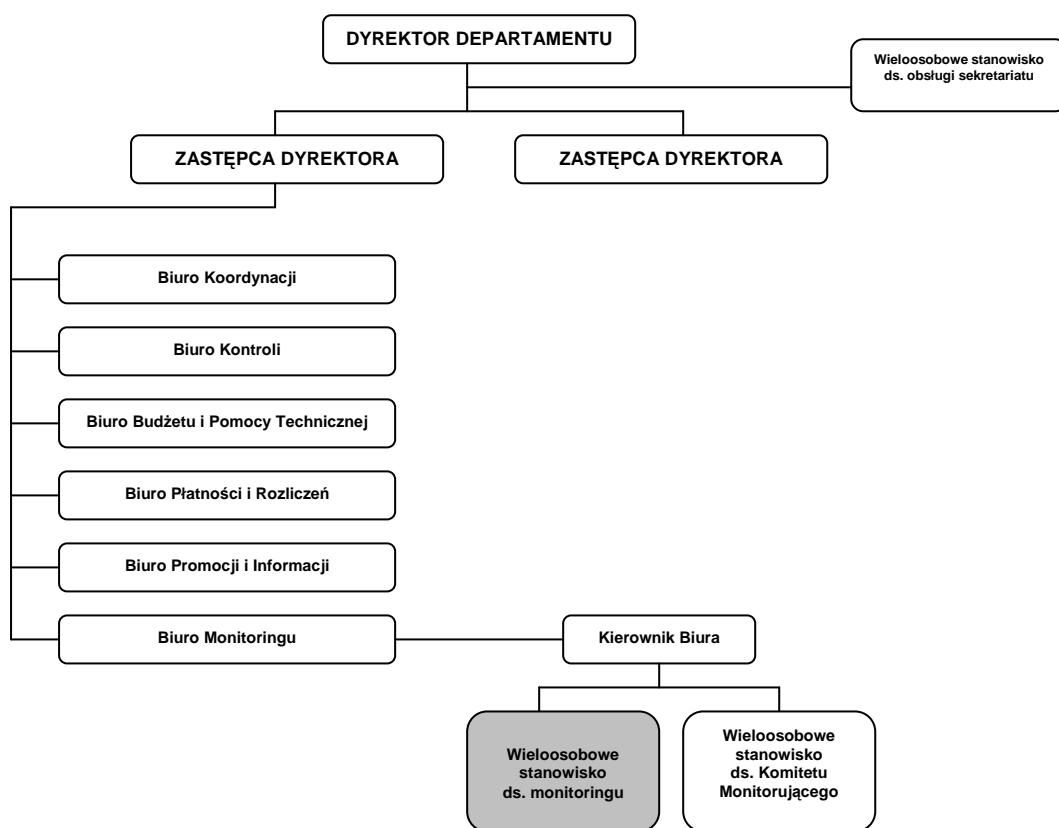 DYREKTOR DEPARTAMENTU
Wieloosobowe stanowisko
ds. obsługi sekretariatu
ZASTĘPCA DYREKTORA
ZASTĘPCA DYREKTORA
Biuro Koordynacji
Biuro Kontroli
Biuro Budżetu i Pomocy Technicznej
Biuro Płatności i Rozliczeń
Biuro Promocji i Informacji
Biuro Monitoringu
Kierownik Biura
Wieloosobowe
stanowisko
ds. monitoringu
Wieloosobowe
stanowisko
ds. Komitetu
Monitorującego